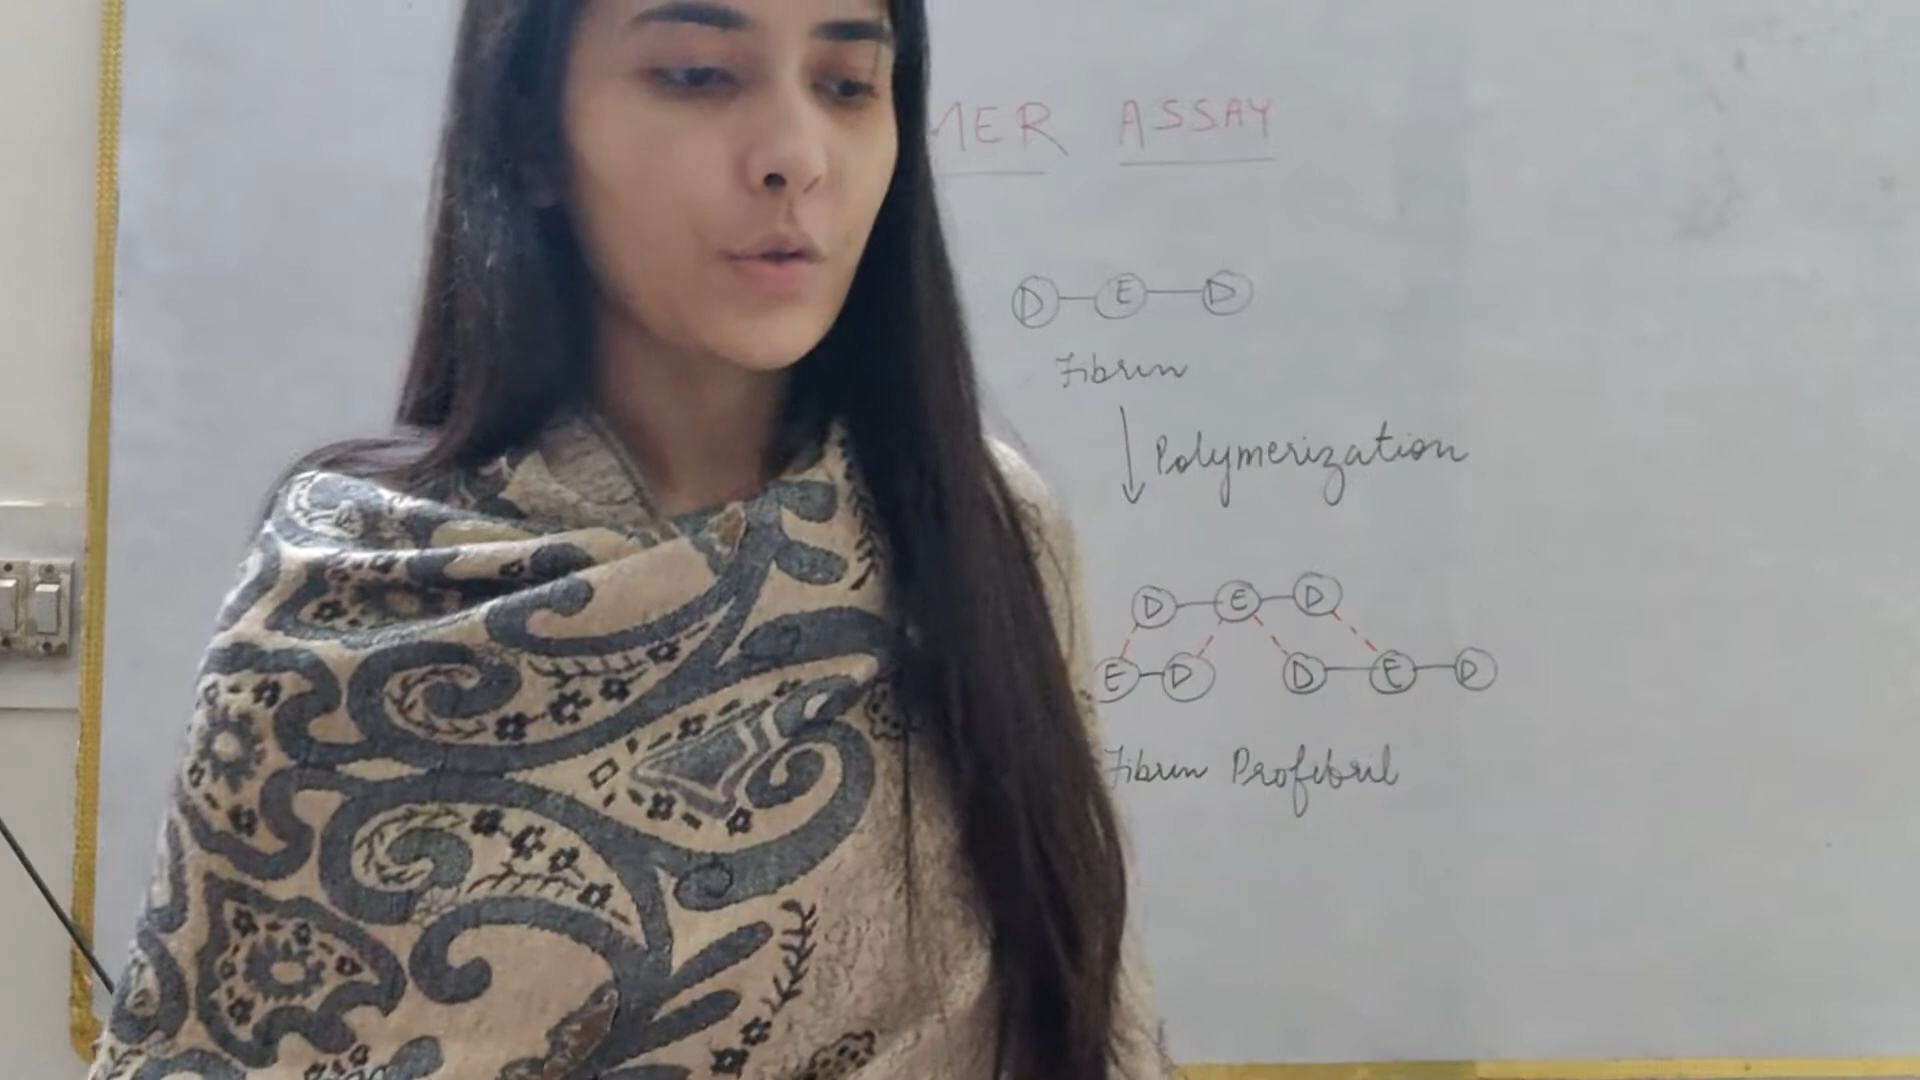 MER ASSAY
D E D
Fibrin
Polymerization
D E D
E D D E D
Fibrin Profibril